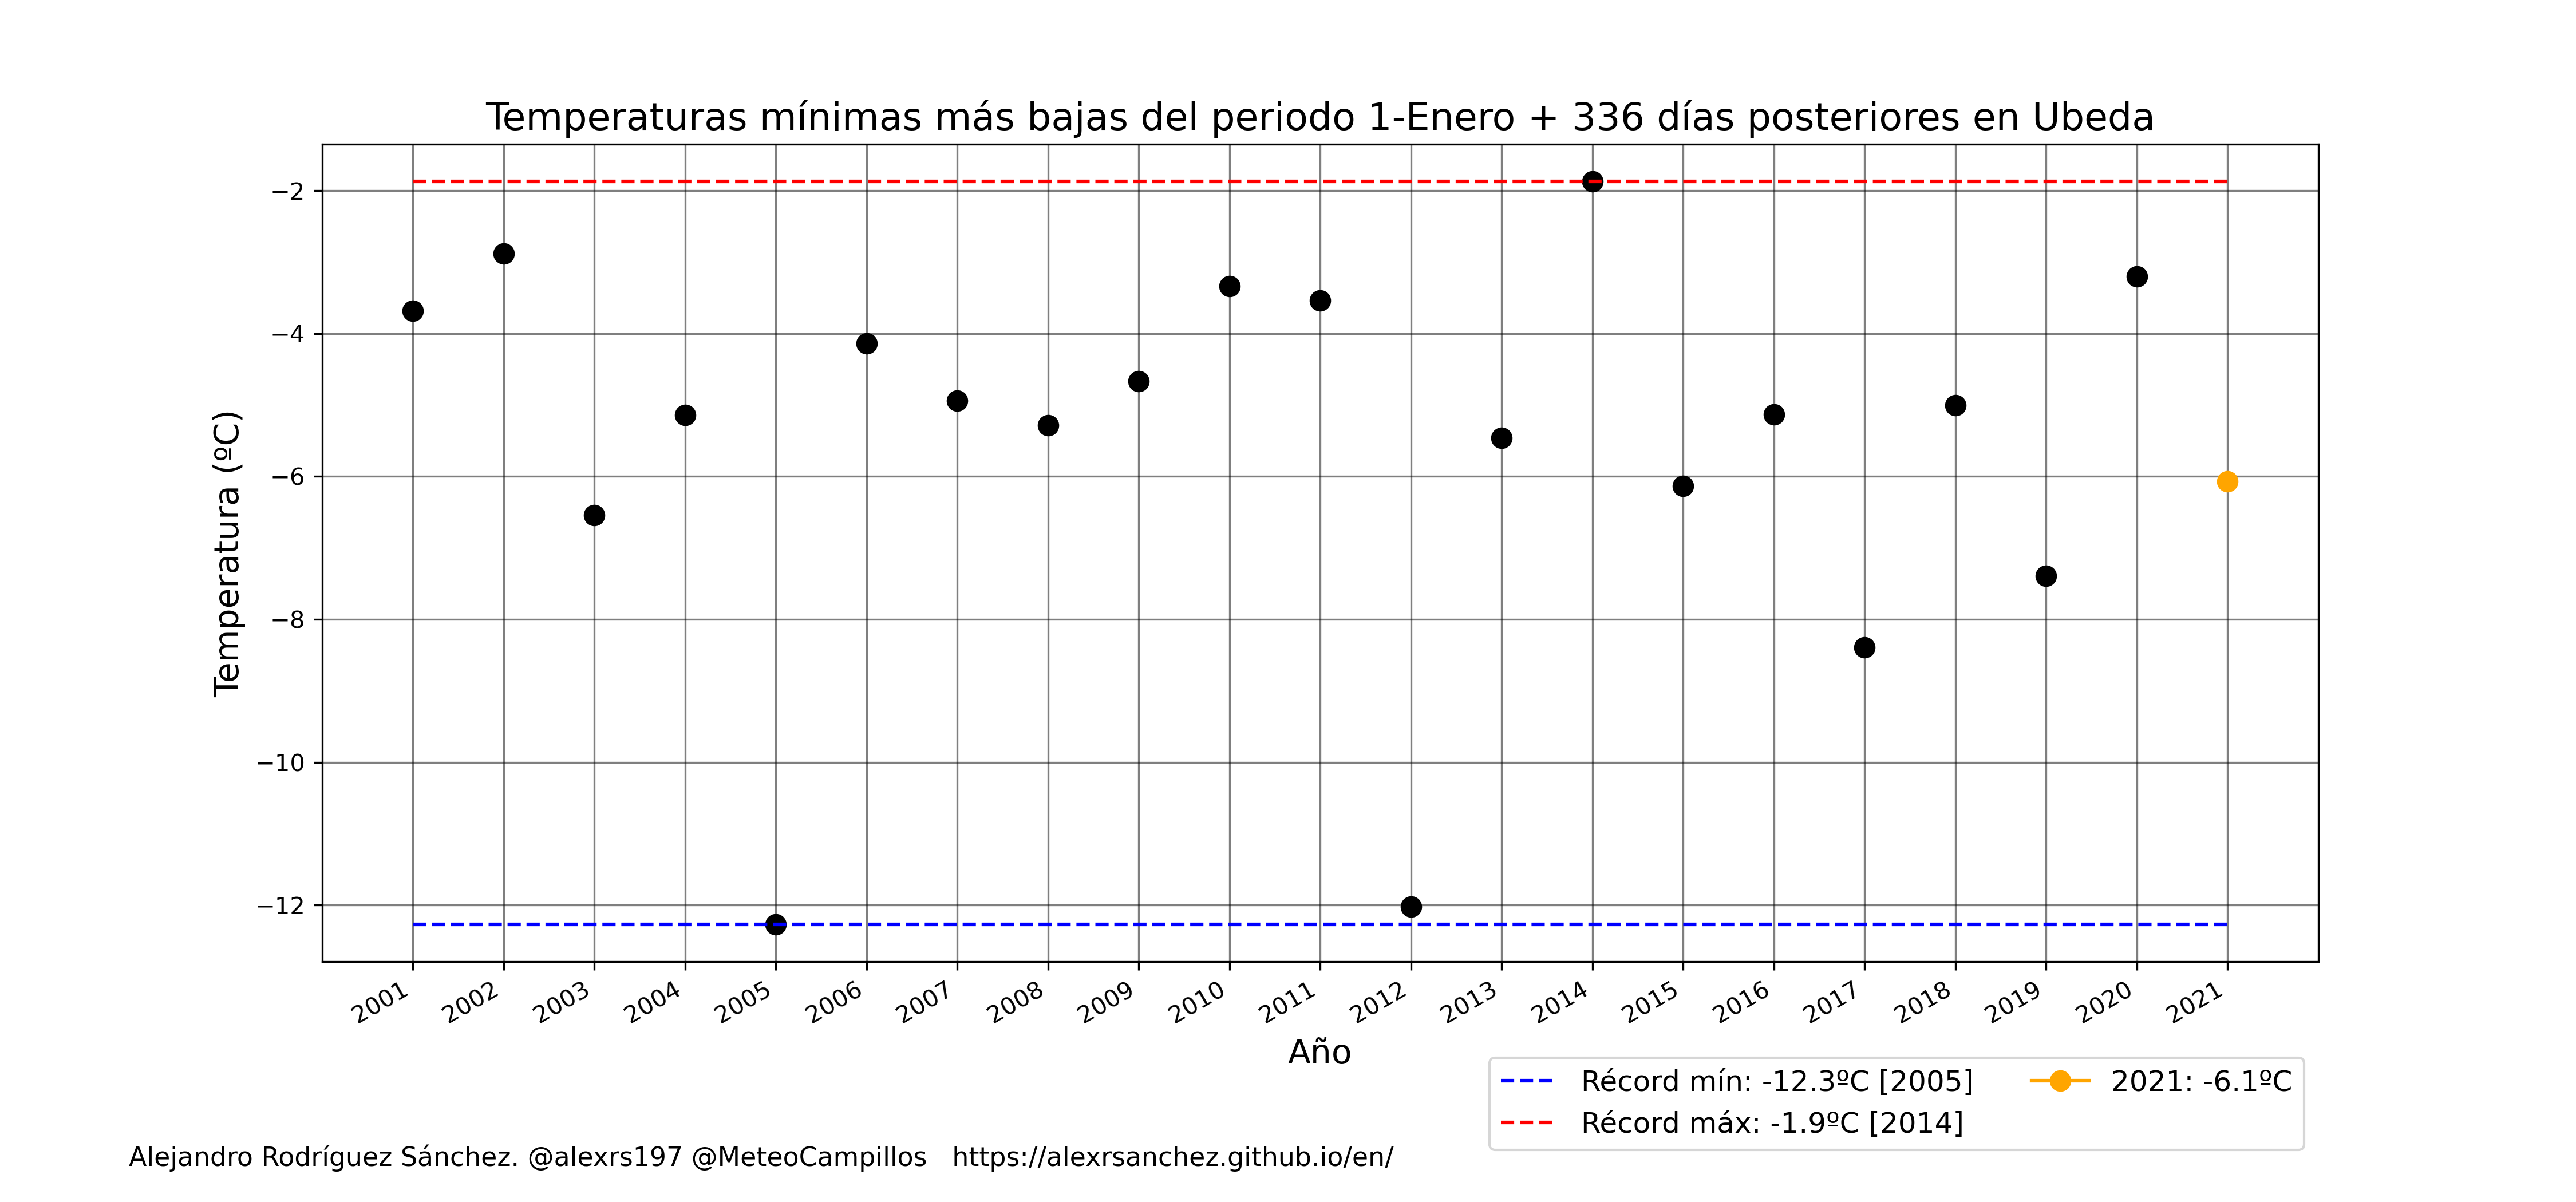 Temperaturas mínimas más bajas del periodo 1-Enero + 336 días posteriores en Ubeda
Temperatura (ºC)
−2
−4
−6
−8
−10
−12
2001 2002 2003 2004 2005 2006 2007 2008 2009 2010 2011 2012 2013 2014 2015 2016 2017 2018 2019 2020 2021
Año
Récord mín: -12.3ºC [2005]
Récord máx: -1.9ºC [2014]
2021: -6.1ºC
Alejandro Rodríguez Sánchez. @alexrs197 @MeteoCampillos https://alexrsanchez.github.io/en/